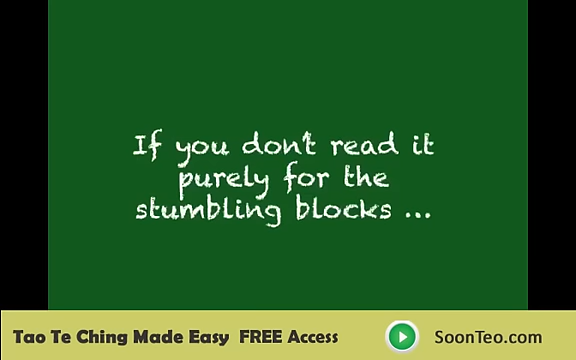 If you don't read it
purely for the
stumbling blocks ...
Tao Te Ching Made Easy FREE Access
SoonTeo.com